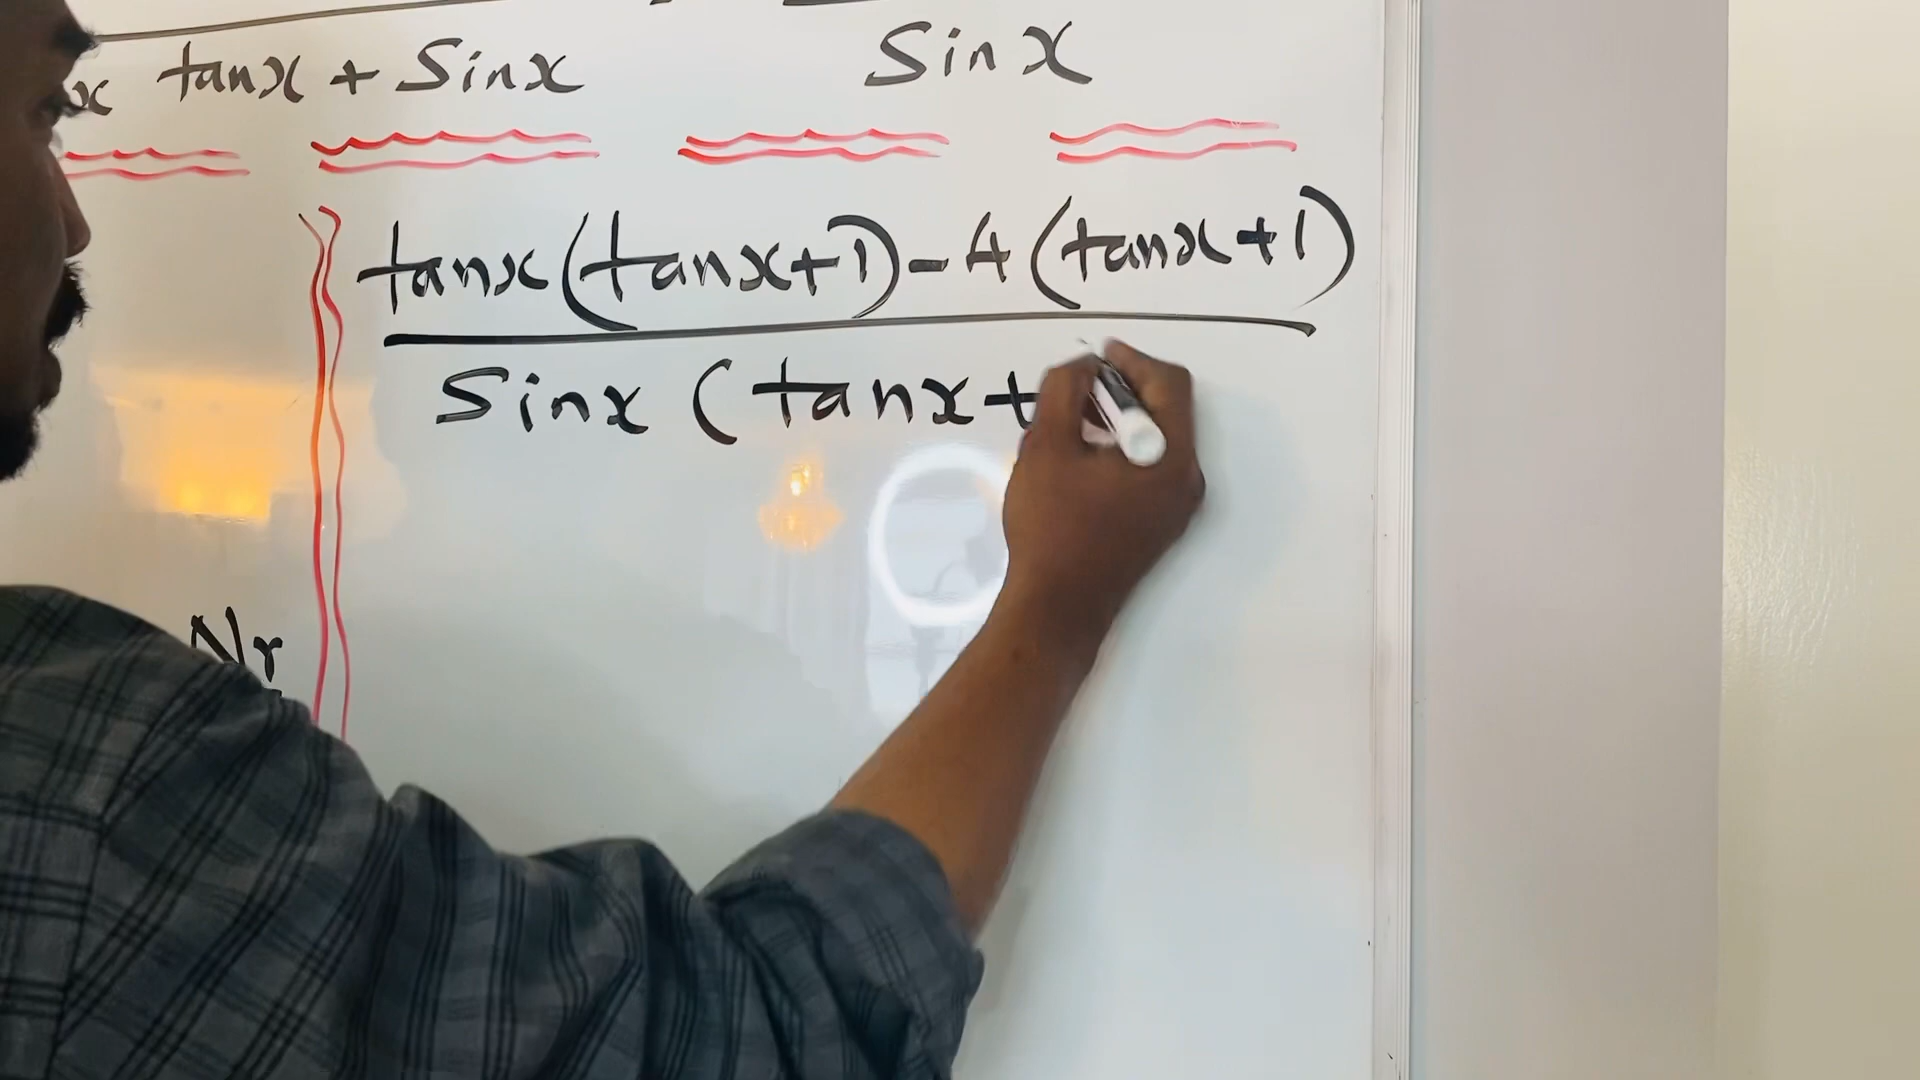 x tanx + Sinx Sinx
tanx(tanx+1)-4(tanx+1)
Sinx (tanx+
Nr